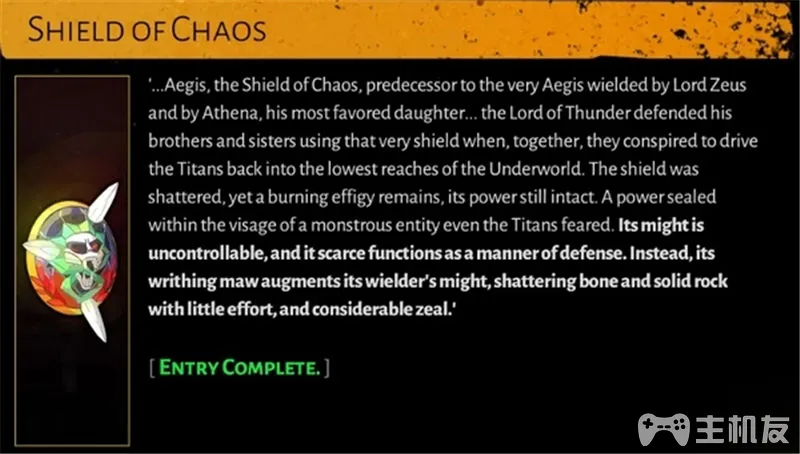 SHIELD OF CHAOS
'...Aegis, the Shield of Chaos, predecessor to the very Aegis wielded by Lord Zeus
and by Athena, his most favored daughter... the Lord of Thunder defended his
brothers and sisters using that very shield when, together, they conspired to drive
the Titans back into the lowest reaches of the Underworld. The shield was
shattered, yet a burning effigy remains, its power still intact. A power sealed
within the visage of a monstrous entity even the Titans feared. Its might is
uncontrollable, and it scarce functions as a manner of defense. Instead, its
writhing maw augments its wielder's might, shattering bone and solid rock
with little effort, and considerable zeal.'
[ ENTRY COMPLETE. ]
主机友